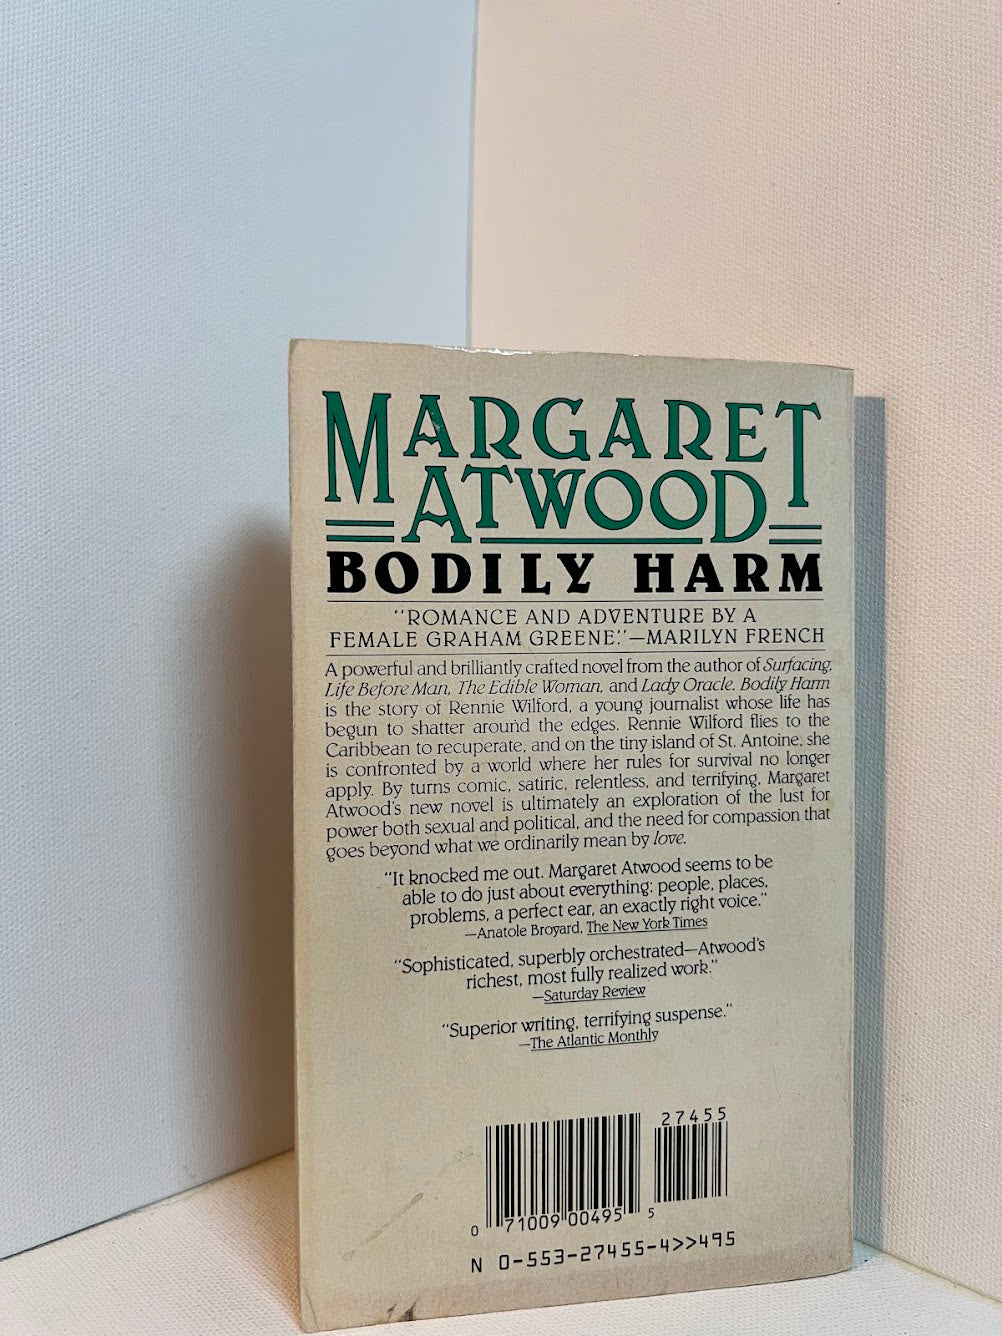 MARGARET
ATWOOD
BODILY HARM
"ROMANCE AND ADVENTURE BY A
FEMALE GRAHAM GREENE."—MARILYN FRENCH
A powerful and brilliantly crafted novel from the author of Surfacing,
Life Before Man, The Edible Woman, and Lady Oracle. Bodily Harm
is the story of Rennie Wilford, a young journalist whose life has
begun to shatter around the edges. Rennie Wilford flies to the
Caribbean to recuperate, and on the tiny island of St. Antoine, she
is confronted by a world where her rules for survival no longer
apply. By turns comic, satiric, relentless, and terrifying, Margaret
Atwood's new novel is ultimately an exploration of the lust for
power both sexual and political, and the need for compassion that
goes beyond what we ordinarily mean by love.
"It knocked me out. Margaret Atwood seems to be
able to do just about everything: people, places,
problems, a perfect ear, an exactly right voice."
—Anatole Broyard, The New York Times
"Sophisticated, superbly orchestrated—Atwood's
richest, most fully realized work."
—Saturday Review
"Superior writing, terrifying suspense."
—The Atlantic Monthly
27455
0 71009 00495 5
N 0-553-27455-4>>495